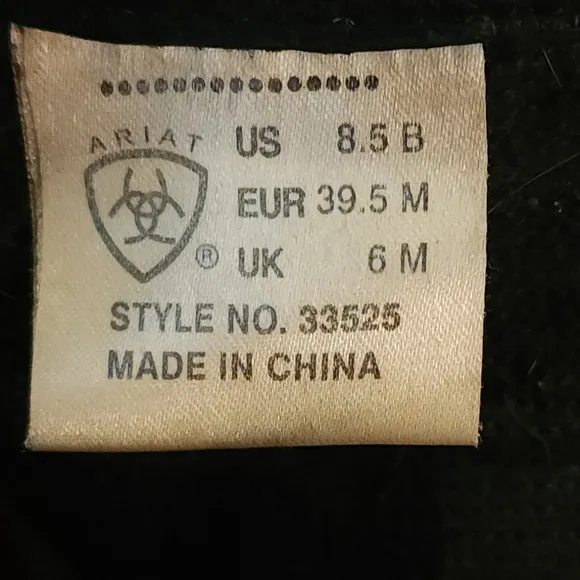 ARIAT
US 8.5 B
EUR 39.5 M
® UK 6 M
STYLE NO. 33525
MADE IN CHINA